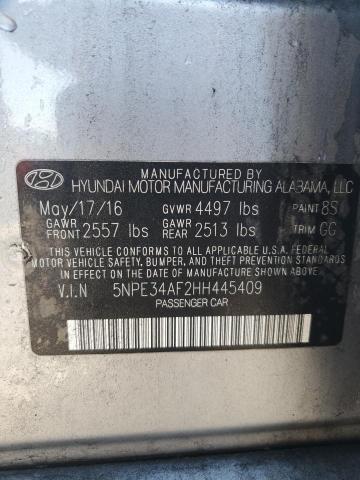 MANUFACTURED BY
HYUNDAI MOTOR MANUFACTURING ALABAMA, LLC
May/17/16 GVWR 4497 lbs PAINT 8S
GAWR FRONT 2557 lbs GAWR REAR 2513 lbs TRIM GG
THIS VEHICLE CONFORMS TO ALL APPLICABLE U.S.A. FEDERAL
MOTOR VEHICLE SAFETY, BUMPER, AND THEFT PREVENTION
STANDARDS IN EFFECT ON THE DATE OF MANUFACTURE SHOWN ABOVE.
V.I.N 5NPE34AF2HH445409
PASSENGER CAR